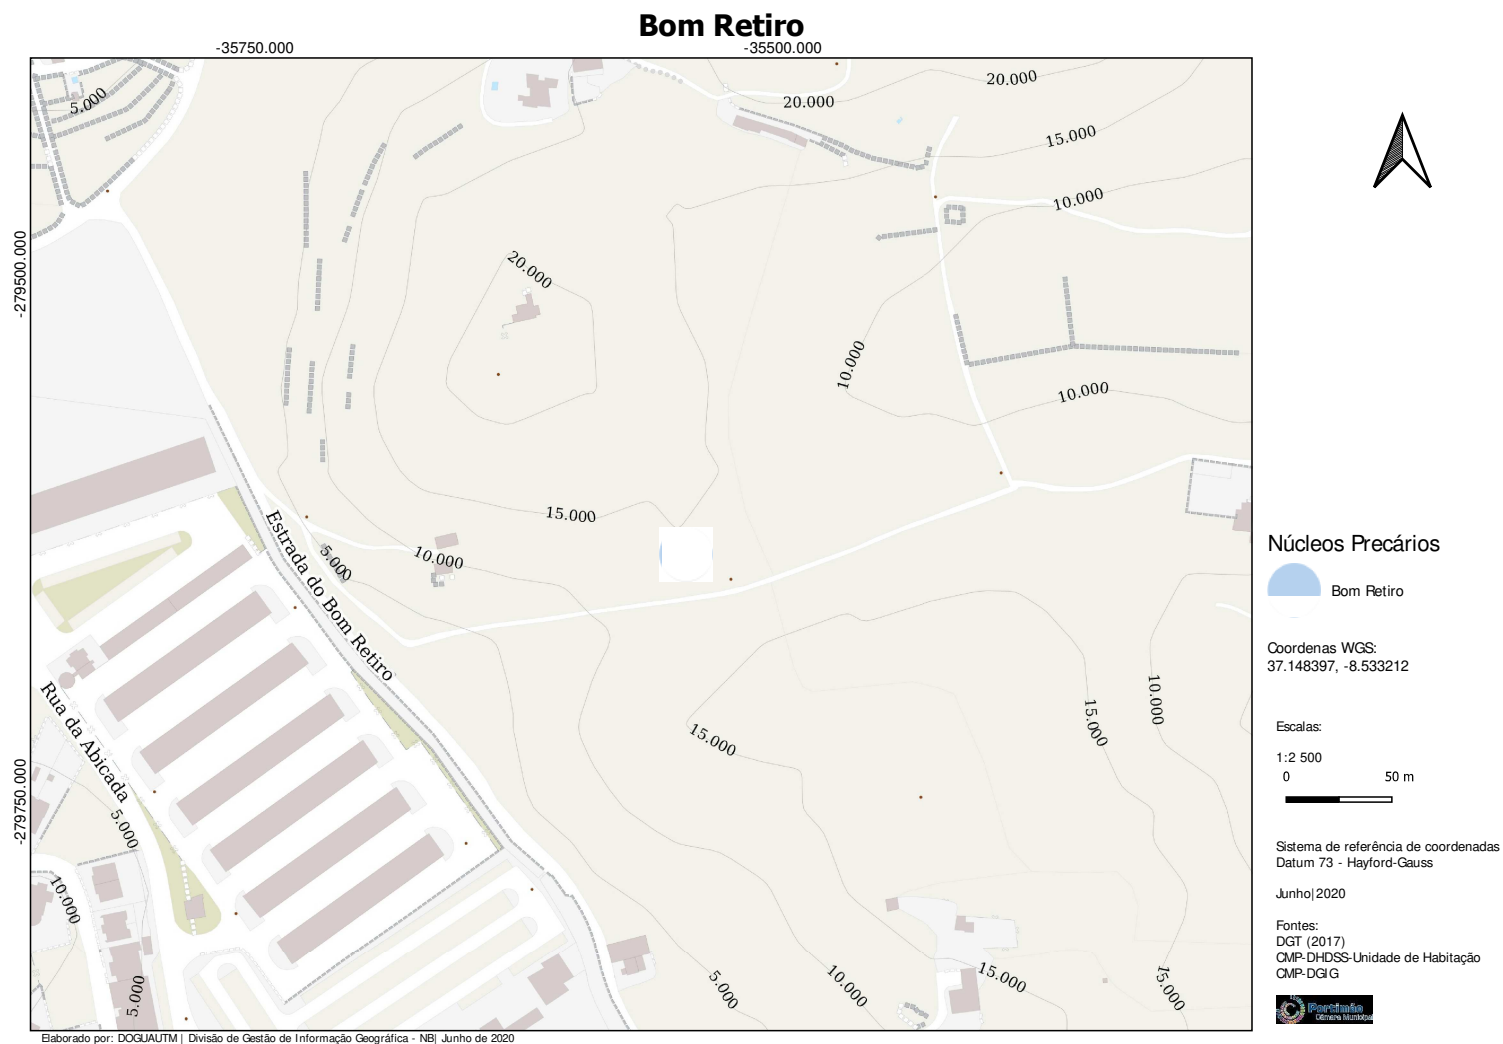 Bom Retiro
-35750.000
-35500.000
-279500.000
-279750.000
5.000
20.000
20.000
15.000
10.000
20.000
10.000
10.000
15.000
10.000
5.000
Estrada do Bom Retiro
Rua da Abicada
15.000
15.000
10.000
5.000
10.000
5.000
5.000
10.000
15.000
15.000
Núcleos Precários
Bom Retiro
Coordenas WGS:
37.148397, -8.533212
Escalas:
1:2 500
0 50 m
Sistema de referência de coordenadas
Datum 73 - Hayford-Gauss
Junho|2020
Fontes:
DGT (2017)
CMP-DHDSS-Unidade de Habitação
CMP-DGIG
Portimão
Câmara Municipal
Elaborado por: DOGUAUTM | Divisão de Gestão de Informação Geográfica - NB| Junho de 2020